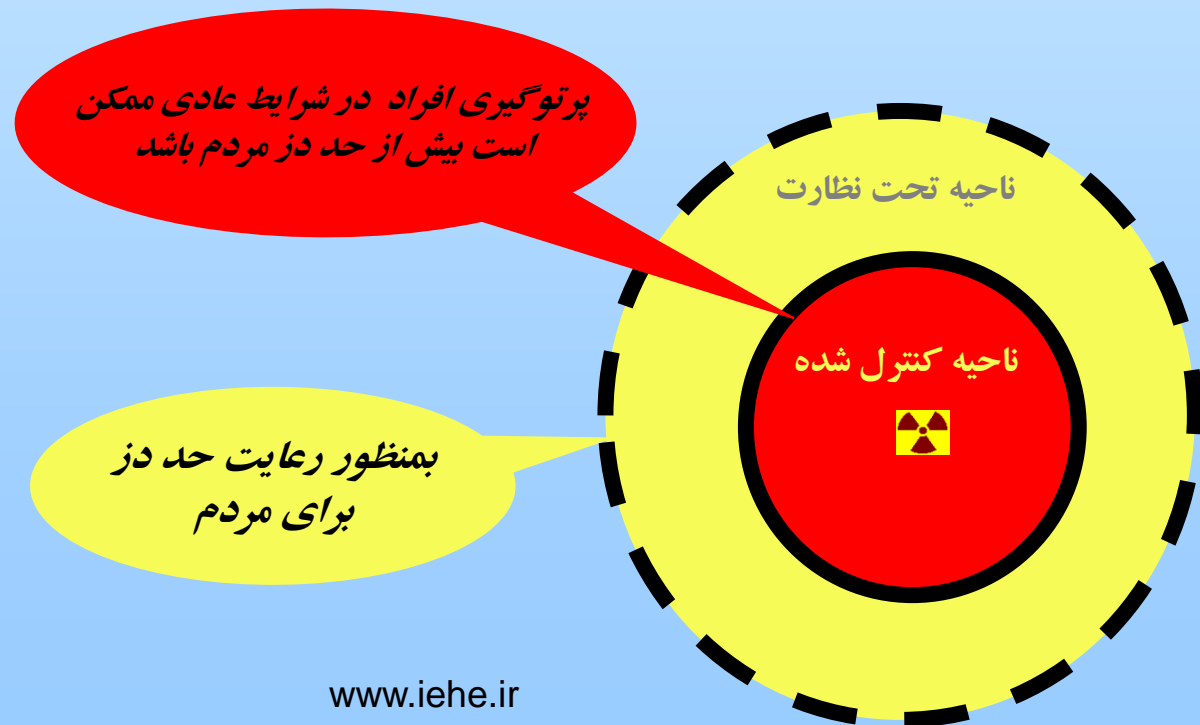 پرتوگیری افراد در شرایط عادی ممکن
است بیش از حد دز مردم باشد
ناحیه تحت نظارت
ناحیه کنترل شده
بمنظور رعایت حد دز
برای مردم
www.iehe.ir